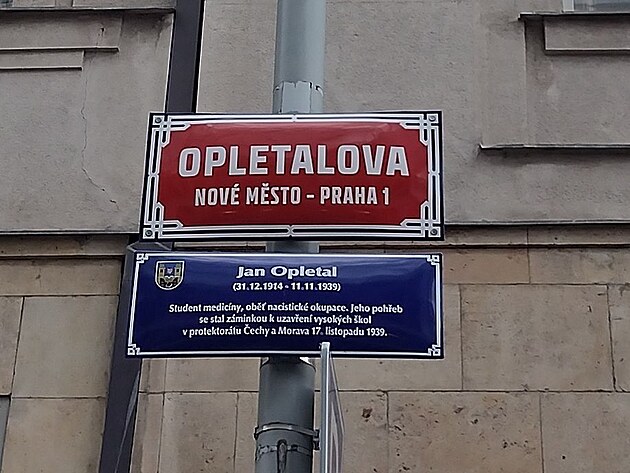 OPLETALOVA
NOVÉ MĚSTO - PRAHA 1
Jan Opletal
(31.12.1914 - 11.11.1939)
Student medicíny, oběť nacistické okupace. Jeho pohřeb
se stal záminkou k uzavření vysokých škol
v protektorátu Čechy a Morava 17. listopadu 1939.